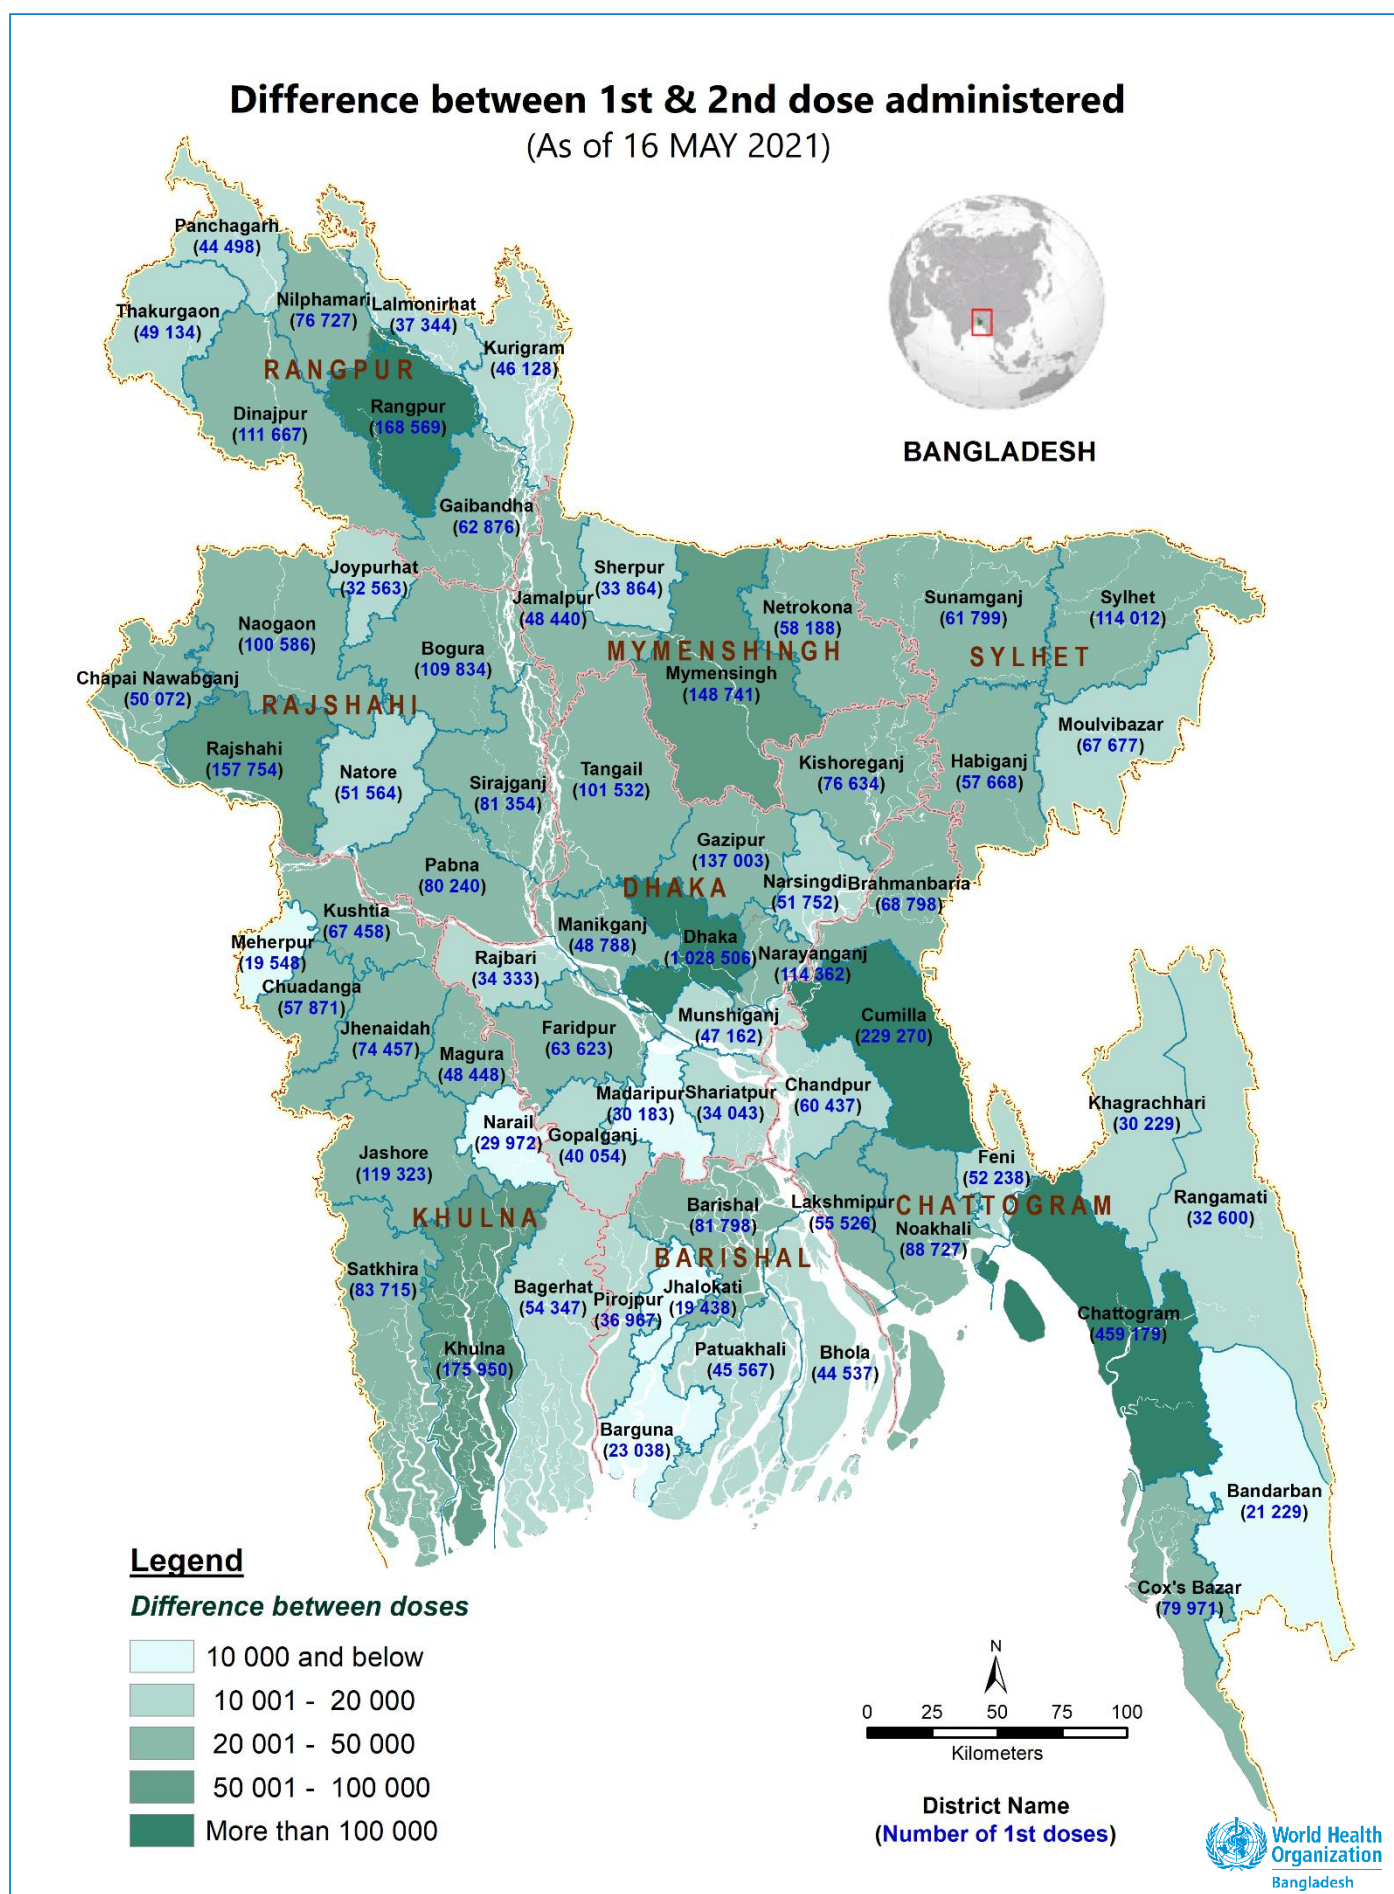 Difference between 1st & 2nd dose administered
(As of 16 MAY 2021)
Panchagarh
(44 498)
Nilphamari
(76 727)
Lalmonirhat
(37 344)
Thakurgaon
(49 134)
Kurigram
(46 128)
RANGPUR
Dinajpur
(111 667)
Rangpur
(168 569)
BANGLADESH
Gaibandha
(62 876)
Joypurhat
(32 563)
Sherpur
(33 864)
Jamalpur
(48 440)
Netrokona
(58 188)
Sunamganj
(61 799)
Sylhet
(114 012)
Naogaon
(100 586)
Bogura
(109 834)
MYMENSHINGH
SYLHET
Chapai Nawabganj
(50 072)
Mymensingh
(148 741)
RAJSHAHI
Moulvibazar
(67 677)
Rajshahi
(157 754)
Natore
(51 564)
Sirajganj
(81 354)
Tangail
(101 532)
Kishoreganj
(76 634)
Habiganj
(57 668)
Gazipur
(137 003)
Pabna
(80 240)
DHAKA
Narsingdi
(51 752)
Brahmanbaria
(68 798)
Kushtia
(67 458)
Manikganj
(48 788)
Dhaka
(1 028 506)
Meherpur
(19 548)
Rajbari
(34 333)
Narayanganj
(114 362)
Chuadanga
(57 871)
Munshiganj
(47 162)
Cumilla
(229 270)
Jhenaidah
(74 457)
Faridpur
(63 623)
Magura
(48 448)
Madaripur
(30 183)
Shariatpur
(34 043)
Chandpur
(60 437)
Khagrachhari
(30 229)
Narail
(29 972)
Gopalganj
(40 054)
Jashore
(119 323)
Feni
(52 238)
Rangamati
(32 600)
KHULNA
Barishal
(81 798)
Lakshmipur
(55 526)
CHATTOGRAM
Noakhali
(88 727)
BARISHAL
Satkhira
(83 715)
Bagerhat
(54 347)
Pirojpur
(36 967)
Jhalokati
(19 438)
Chattogram
(459 179)
Khulna
(175 950)
Patuakhali
(45 567)
Bhola
(44 537)
Barguna
(23 038)
Bandarban
(21 229)
Cox's Bazar
(79 971)
Legend
Difference between doses
10 000 and below
10 001 - 20 000
20 001 - 50 000
50 001 - 100 000
More than 100 000
N
0 25 50 75 100
Kilometers
District Name
(Number of 1st doses)
World Health
Organization
Bangladesh